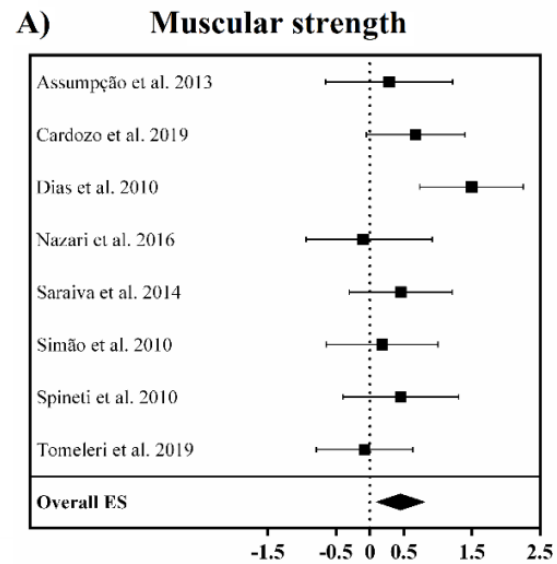 A) Muscular strength
Assumpção et al. 2013
Cardozo et al. 2019
Dias et al. 2010
Nazari et al. 2016
Saraiva et al. 2014
Simão et al. 2010
Spineti et al. 2010
Tomeleri et al. 2019
Overall ES
-1.5 -0.5 0 0.5 1.5 2.5